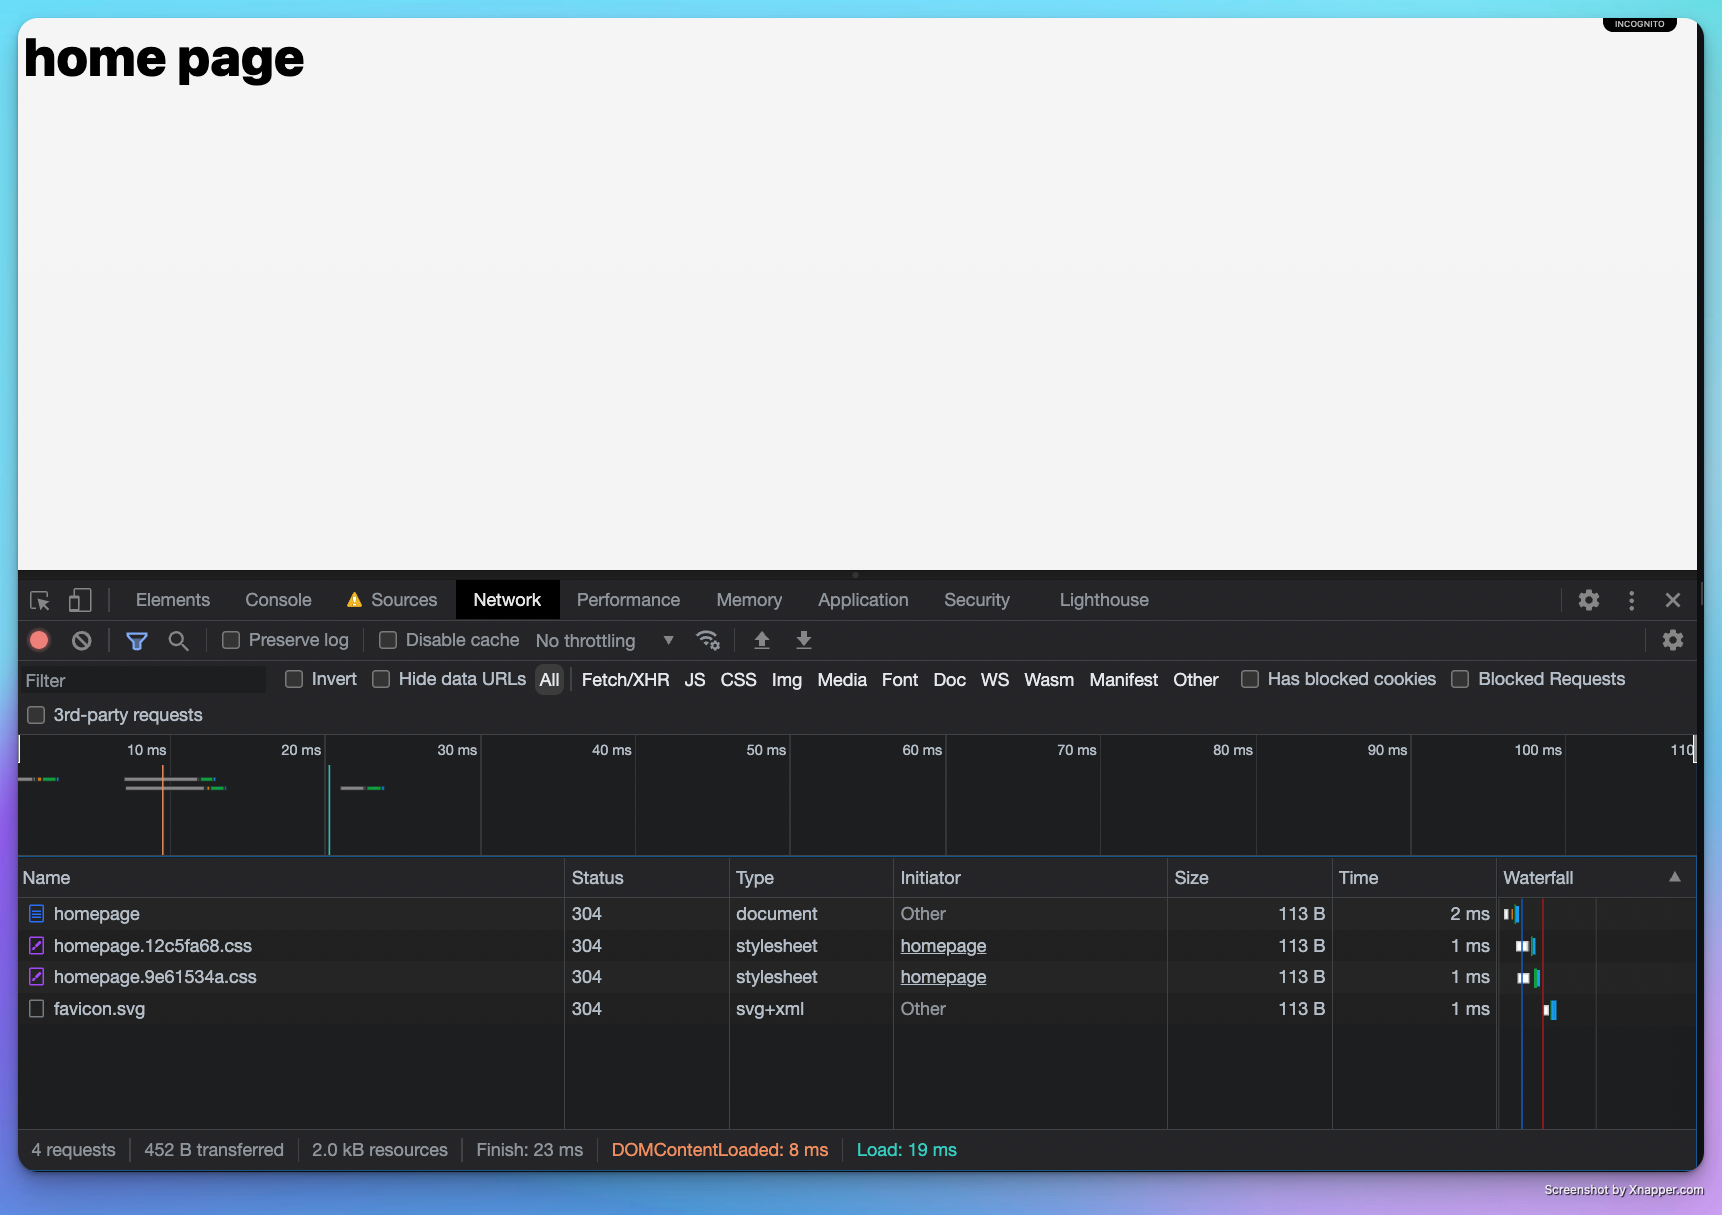 INCOGNITO
home page
Elements Console Sources Network Performance Memory Application Security Lighthouse
Preserve log Disable cache No throttling
Filter Invert Hide data URLs All Fetch/XHR JS CSS Img Media Font Doc WS Wasm Manifest Other Has blocked cookies Blocked Requests
3rd-party requests
10 ms 20 ms 30 ms 40 ms 50 ms 60 ms 70 ms 80 ms 90 ms 100 ms 110
Name Status Type Initiator Size Time Waterfall
homepage 304 document Other 113 B 2 ms
homepage.12c5fa68.css 304 stylesheet homepage 113 B 1 ms
homepage.9e61534a.css 304 stylesheet homepage 113 B 1 ms
favicon.svg 304 svg+xml Other 113 B 1 ms
4 requests 452 B transferred 2.0 kB resources Finish: 23 ms DOMContentLoaded: 8 ms Load: 19 ms
Screenshot by Xnapper.com